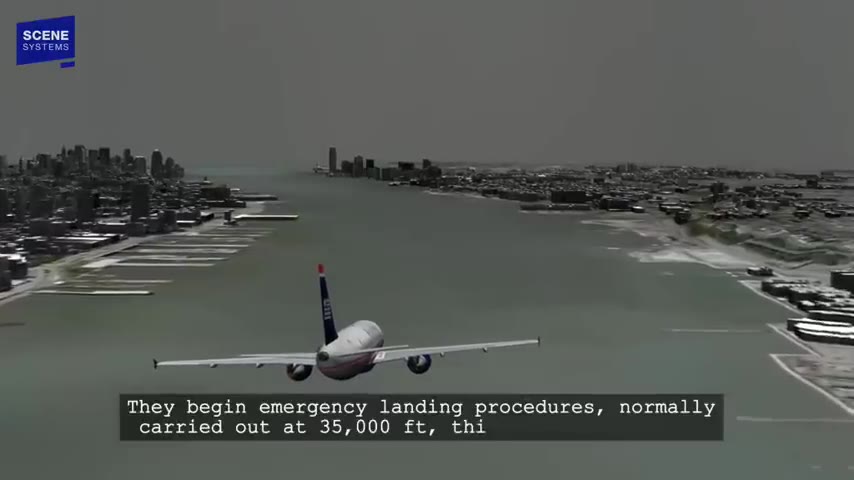 SCENE
SYSTEMS
They begin emergency landing procedures, normally
carried out at 35,000 ft, thi